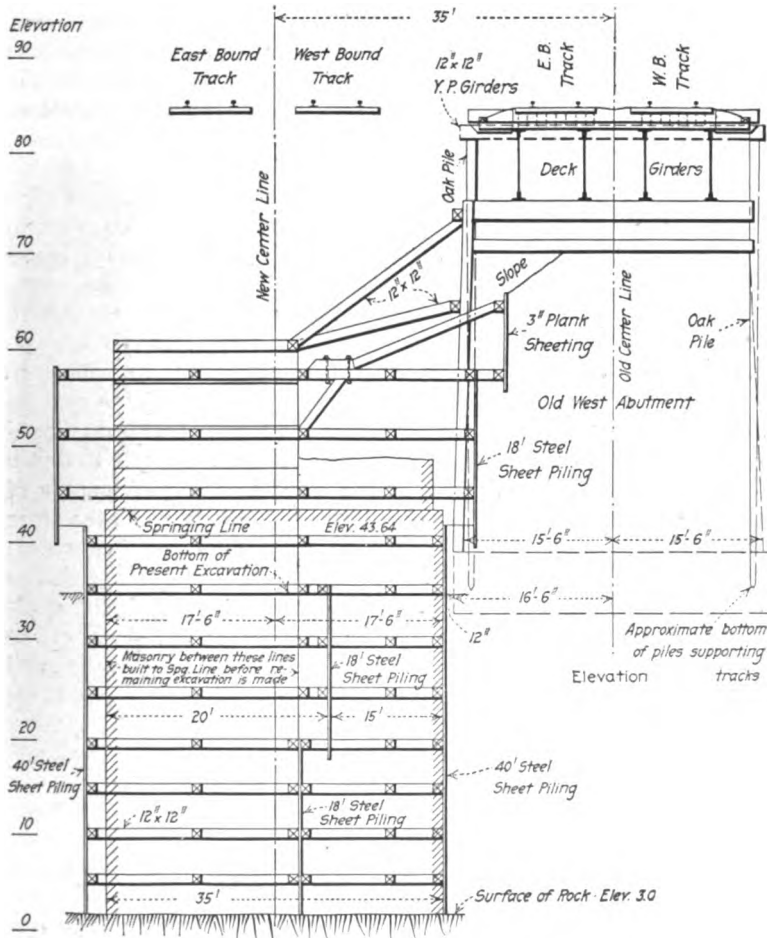 35'
Elevation
90
East Bound
Track
West Bound
Track
12"x 12"
Y.P. Girders
E.B.
Track
W.B.
Track
80
Oak Pile
Deck
Girders
New Center Line
70
12" x 12"
Slope
Old Center Line
3" Plank
Sheeting
Oak
Pile
60
Old West Abutment
50
18' Steel
Sheet Piling
Springing Line
Elev. 43.64
40
15'-6"
15'-6"
Bottom of
Present Excavation
16'-6"
17'-6"
17'-6"
30
12"
Approximate bottom
of piles supporting
tracks
Elevation
Masonry between these lines
built to Spg. Line before re-
maining excavation is made
18' Steel
Sheet Piling
20'
15'
20
40' Steel
Sheet Piling
40' Steel
Sheet Piling
18' Steel
Sheet Piling
12" x 12"
10
35'
Surface of Rock - Elev. 3.0
0